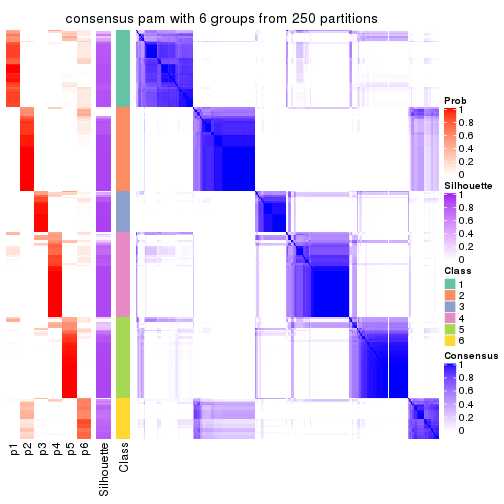 consensus pam with 6 groups from 250 partitions
Prob
1
0.8
0.6
0.4
0.2
0
Silhouette
1
0.8
0.6
0.4
0.2
0
Class
1
2
3
4
5
6
Consensus
1
0.8
0.6
0.4
0.2
0
p1
p2
p3
p4
p5
p6
Silhouette
Class